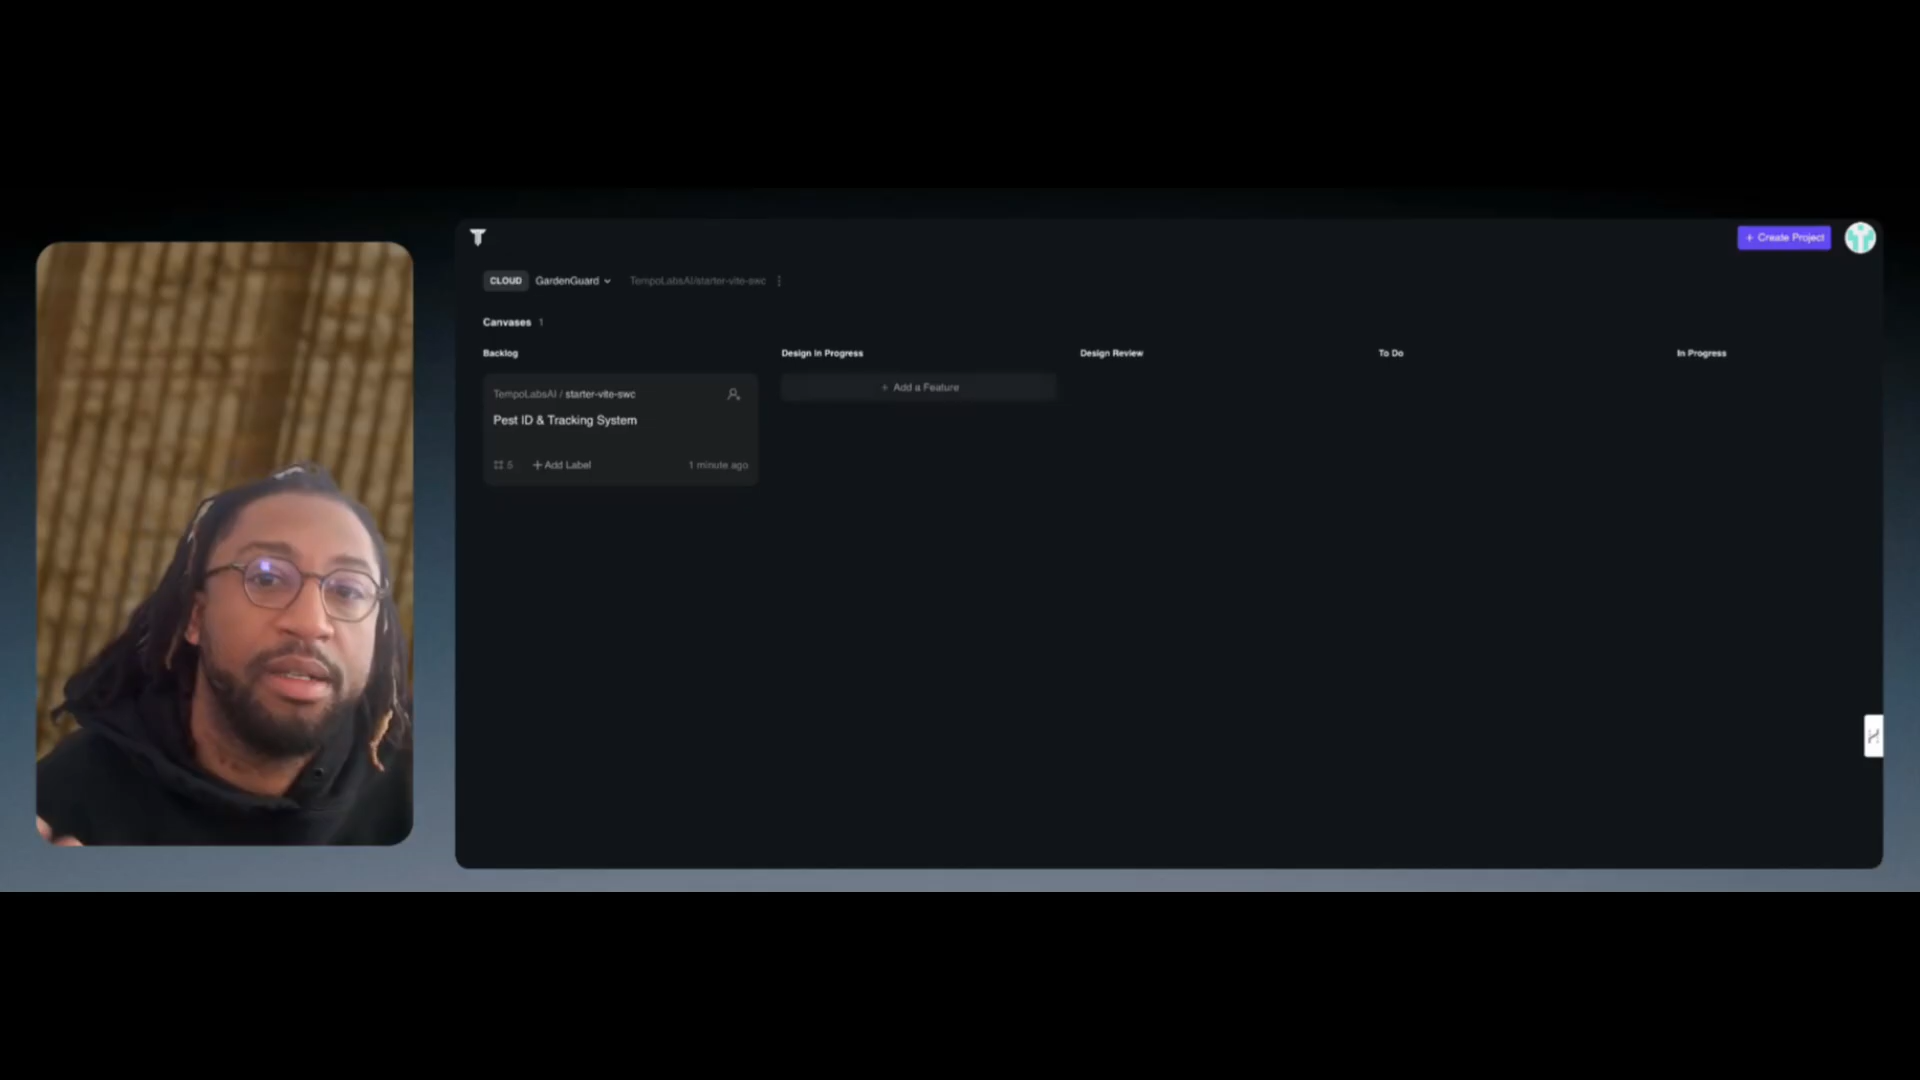 + Create Project
CLOUD GardenGuard TempoLabsAI/starter-vite-swc
Canvases 1
Backlog Design In Progress Design Review To Do In Progress
TempoLabsAI / starter-vite-swc
+ Add a Feature
Pest ID & Tracking System
5 + Add Label 1 minute ago